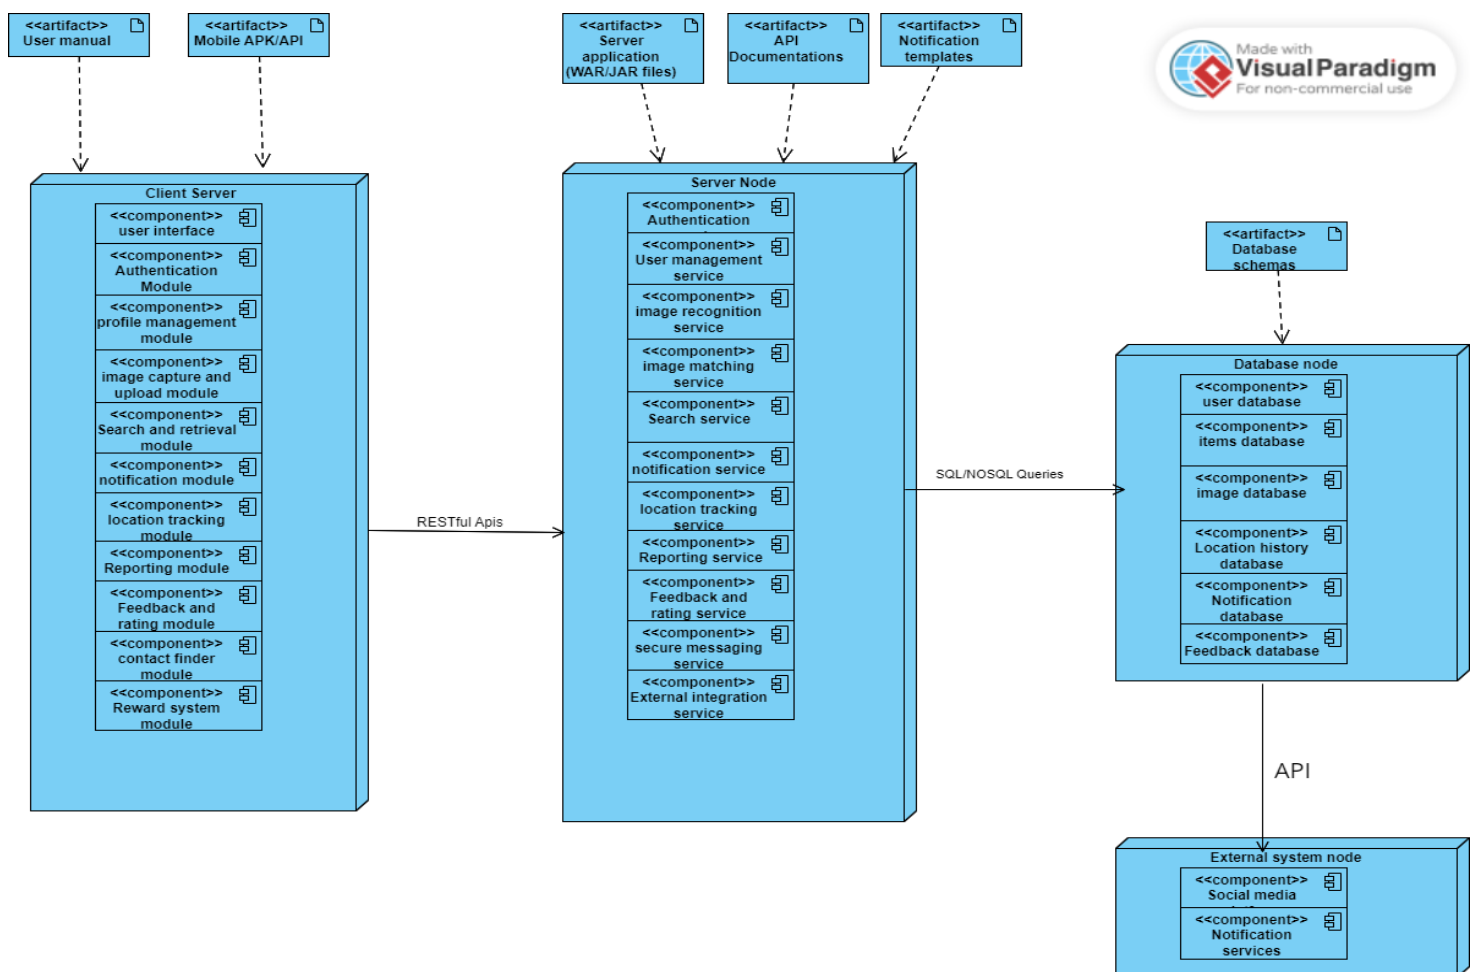 <<artifact>>
User manual
<<artifact>>
Mobile APK/API
<<artifact>>
Server
application
(WAR/JAR files)
<<artifact>>
API
Documentations
<<artifact>>
Notification
templates
Made with
Visual Paradigm
For non-commercial use
Client Server
<<component>>
user interface
<<component>>
Authentication
Module
<<component>>
profile management
module
<<component>>
image capture and
upload module
<<component>>
Search and retrieval
module
<<component>>
notification module
<<component>>
location tracking
module
<<component>>
Reporting module
<<component>>
Feedback and
rating module
<<component>>
contact finder
module
<<component>>
Reward system
module
RESTful Apis
Server Node
<<component>>
Authentication
<<component>>
User management
service
<<component>>
image recognition
service
<<component>>
image matching
service
<<component>>
Search service
<<component>>
notification service
<<component>>
location tracking
service
<<component>>
Reporting service
<<component>>
Feedback and
rating service
<<component>>
secure messaging
service
<<component>>
External integration
service
SQL/NOSQL Queries
<<artifact>>
Database
schemas
Database node
<<component>>
user database
<<component>>
items database
<<component>>
image database
<<component>>
Location history
database
<<component>>
Notification
database
<<component>>
Feedback database
API
External system node
<<component>>
Social media
<<component>>
Notification
services